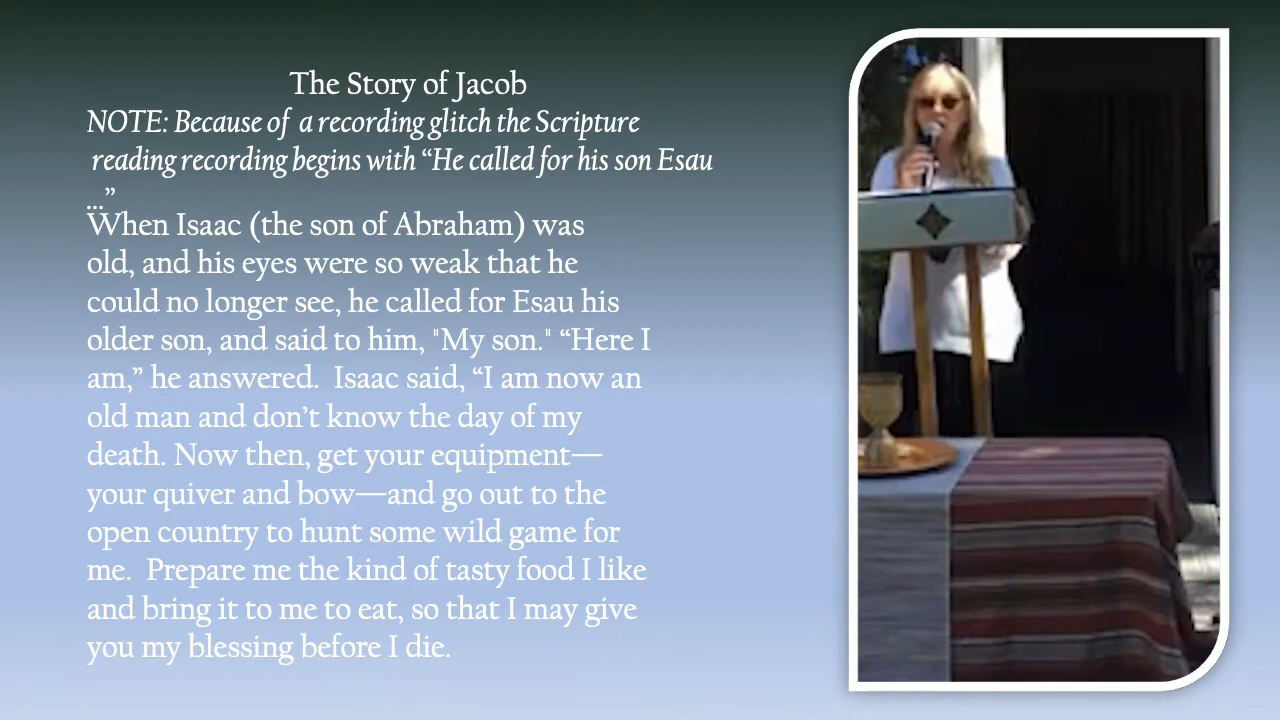 The Story of Jacob
NOTE: Because of a recording glitch the Scripture
reading recording begins with “He called for his son Esau
...”
When Isaac (the son of Abraham) was
old, and his eyes were so weak that he
could no longer see, he called for Esau his
older son, and said to him, "My son." “Here I
am,” he answered.  Isaac said, “I am now an
old man and don’t know the day of my
death. Now then, get your equipment—
your quiver and bow—and go out to the
open country to hunt some wild game for
me.  Prepare me the kind of tasty food I like
and bring it to me to eat, so that I may give
you my blessing before I die.